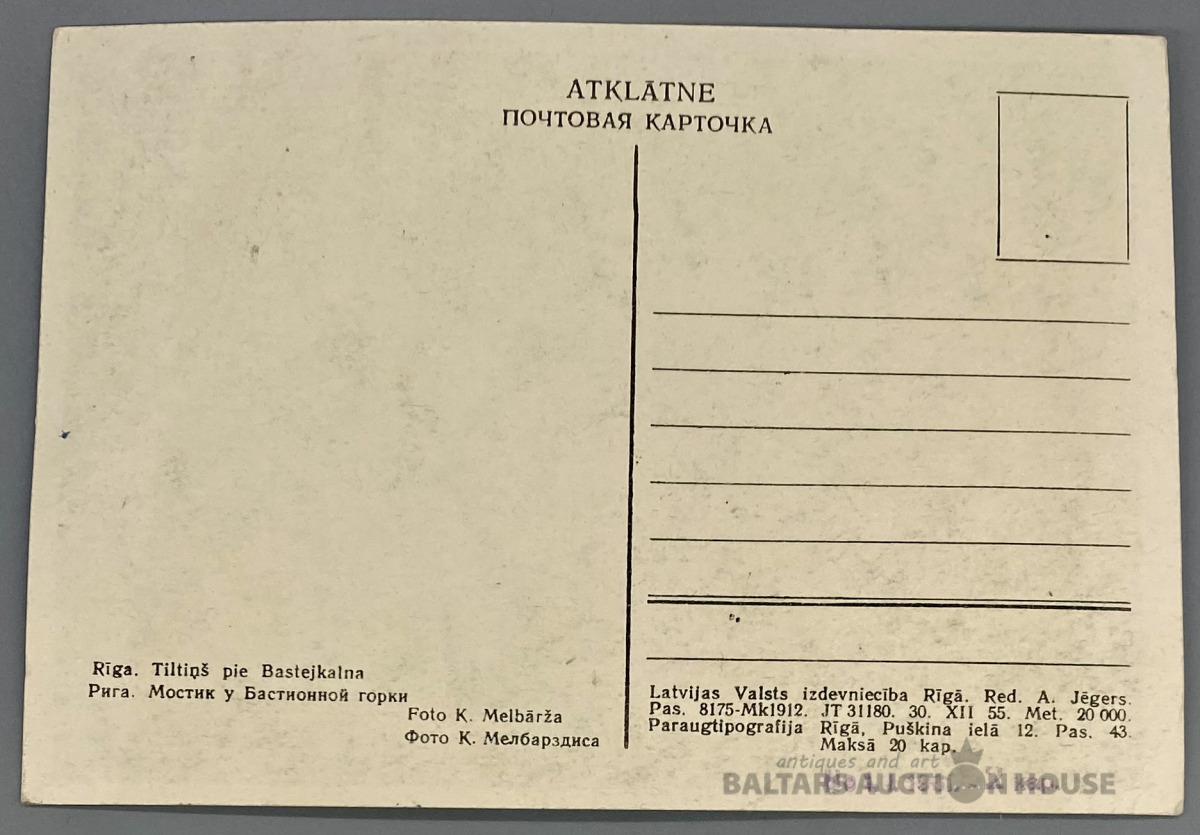 ATKLĀTNE
ПОЧТОВАЯ КАРТОЧКА
Rīga. Tiltiņš pie Bastejkalna
Рига. Мостик у Бастионной горки
Foto K. Melbārža
Фото К. Мелбарздиса
Latvijas Valsts izdevniecība Rīgā. Red. A. Jēgers.
Pas. 8175-Mk1912. JT 31180. 30. XII 55. Met. 20 000.
Paraugtipografija Rīgā, Puškina ielā 12. Pas. 43.
Maksā 20 kap.
antiques and art
BALTARS AUCTION HOUSE